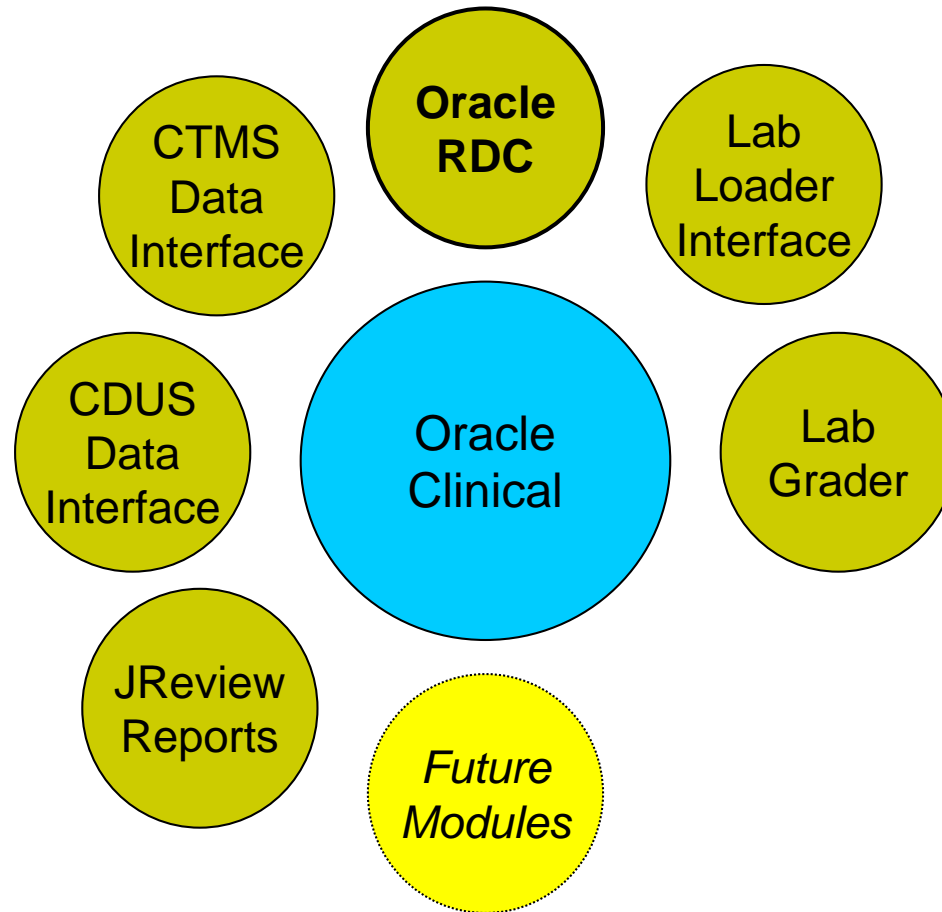 Oracle
RDC
CTMS
Data
Interface
Lab
Loader
Interface
CDUS
Data
Interface
Oracle
Clinical
Lab
Grader
JReview
Reports
Future
Modules